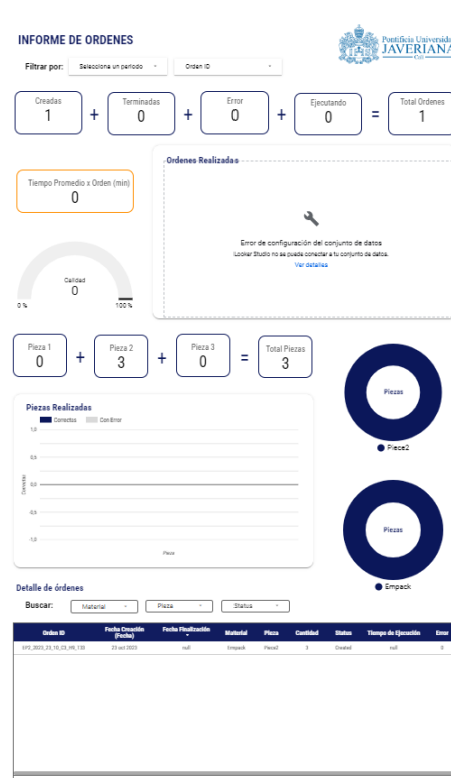 INFORME DE ORDENES
Pontificia Universida
JAVERIANA
Cali
Filtrar por: Seleccione un período Orden ID
Creadas
1
+
Terminadas
0
+
Error
0
+
Ejecutando
0
=
Total Ordenes
1
Ordenes Realizadas
Tiempo Promedio x Orden (min)
0
Error de configuración del conjunto de datos
Looker Studio no se puede conectar a tu conjunto de datos.
Ver detalles
Calidad
0
0 % 100 %
Pieza 1
0
+
Pieza 2
3
+
Pieza 3
0
=
Total Piezas
3
Piezas
Piece2
Piezas Realizadas
Correctos Con Error
1,0
0,5
0,0
-0,5
-1,0
Correctos
Pieza
Piezas
Empack
Detalle de órdenes
Buscar: Material Pieza Status
Orden ID Fecha Creación (Fecha) Fecha Finalización Material Pieza Cantidad Status Tiempo de Ejecución Error
23 oct 2023 null Empack Piece2 3 Created null 0